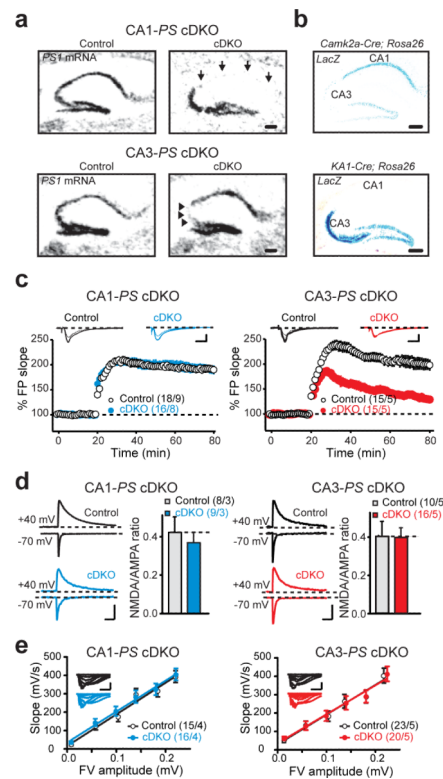 a
CA1-PS cDKO
Control
cDKO
PS1 mRNA
CA3-PS cDKO
Control
cDKO
PS1 mRNA
b
Camk2a-Cre; Rosa26
LacZ
CA1
CA3
KA1-Cre; Rosa26
LacZ
CA1
CA3
c
CA1-PS cDKO
Control
cDKO
% FP slope
250
200
150
100
Control (18/9)
cDKO (16/8)
0 20 40 60 80
Time (min)
CA3-PS cDKO
Control
cDKO
% FP slope
250
200
150
100
Control (15/5)
cDKO (15/5)
0 20 40 60 80
Time (min)
d
CA1-PS cDKO
Control
+40 mV
-70 mV
cDKO
+40 mV
-70 mV
Control (8/3)
cDKO (9/3)
NMDA/AMPA ratio
0.4
0.2
0.0
CA3-PS cDKO
Control
+40 mV
-70 mV
cDKO
+40 mV
-70 mV
Control (10/5)
cDKO (16/5)
NMDA/AMPA ratio
0.4
0.2
0.0
e
CA1-PS cDKO
Slope (mV/s)
500
400
300
200
100
0
Control (15/4)
cDKO (16/4)
0.0 0.1 0.2
FV amplitude (mV)
CA3-PS cDKO
Slope (mV/s)
500
400
300
200
100
0
Control (23/5)
cDKO (20/5)
0.0 0.1 0.2
FV amplitude (mV)